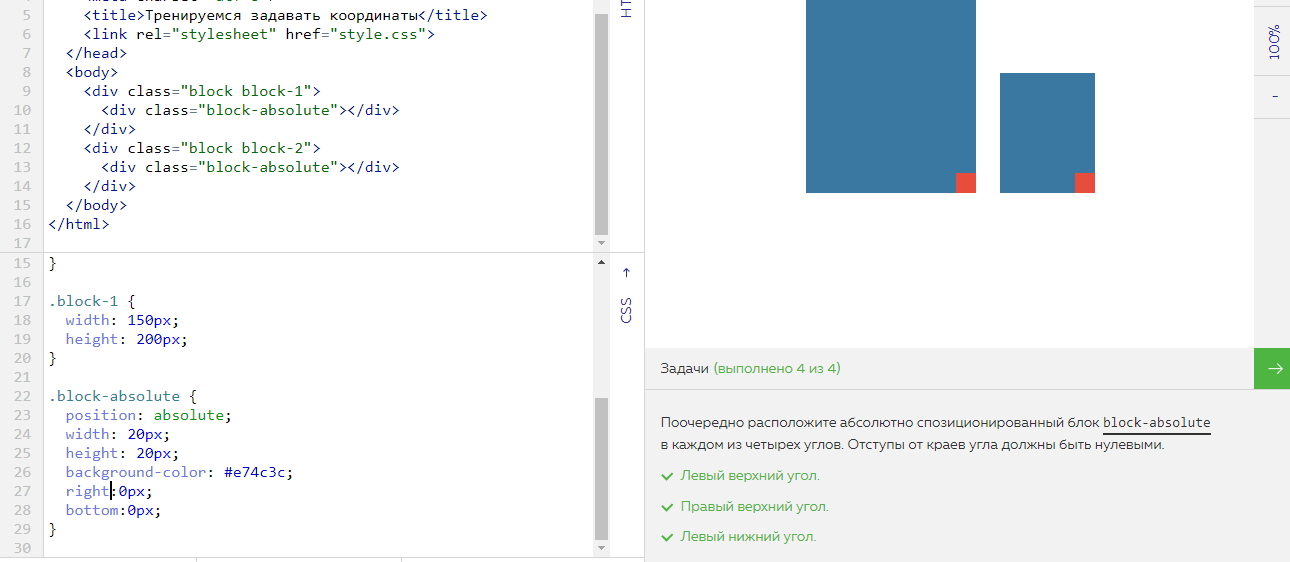 5 <title>Тренируемся задавать координаты</title>
6 <link rel="stylesheet" href="style.css">
7 </head>
8 <body>
9 <div class="block block-1">
10 <div class="block-absolute"></div>
11 </div>
12 <div class="block block-2">
13 <div class="block-absolute"></div>
14 </div>
15 </body>
16 </html>
17
15 }
16
17 .block-1 {
18 width: 150px;
19 height: 200px;
20 }
21
22 .block-absolute {
23 position: absolute;
24 width: 20px;
25 height: 20px;
26 background-color: #e74c3c;
27 right:0px;
28 bottom:0px;
29 }
30
CSS
100%
-
Задачи (выполнено 4 из 4)
Поочередно расположите абсолютно спозиционированный блок block-absolute
в каждом из четырех углов. Отступы от краев угла должны быть нулевыми.
Левый верхний угол.
Правый верхний угол.
Левый нижний угол.